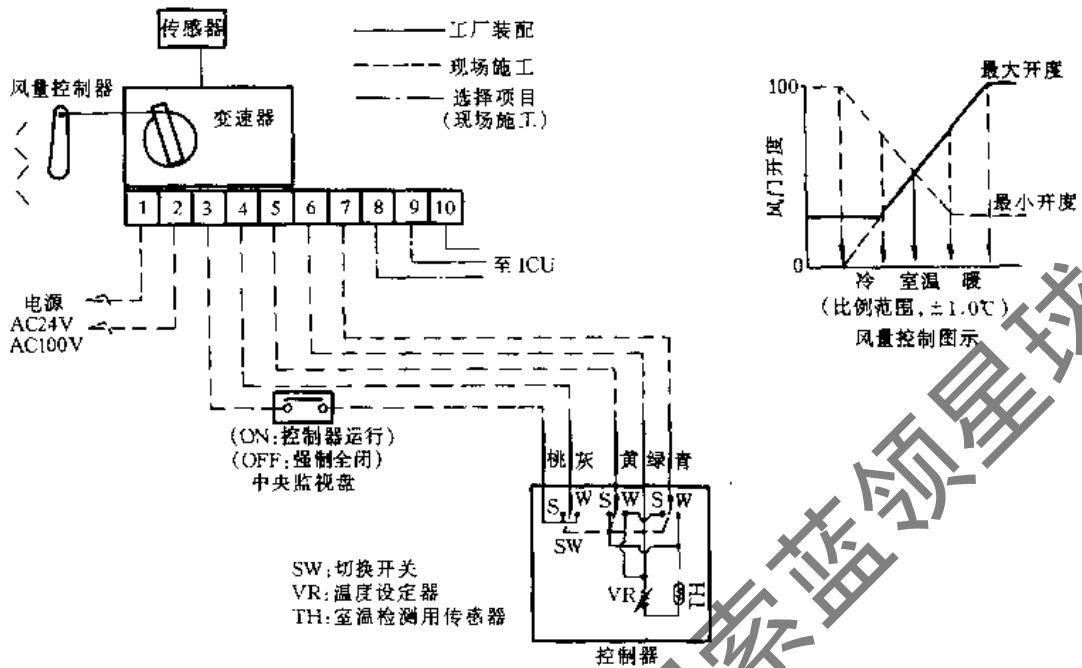 传感器
工厂装配
现场施工
选择项目
(现场施工)
风量控制器
变速器
1 2 3 4 5 6 7 8 9 10
至 ICU
电源
AC24V
AC100V
(ON:控制器运行)
(OFF:强制全闭)
中央监视盘
桃 灰 黄 绿 青
S W S W S W
SW
VR
TH
SW:切换开关
VR:温度设定器
TH:室温检测用传感器
控制器
最大开度
100
风门开度
最小开度
0
冷 室温 暖
(比例范围,±1.0℃)
风量控制图示
索蓝领星球